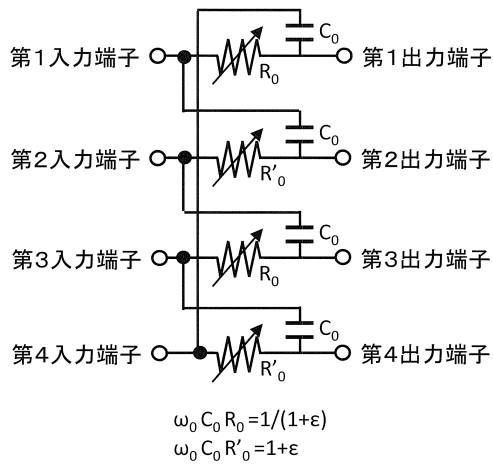 C₀
第1入力端子 R₀ 第1出力端子
C₀
第2入力端子 R'₀ 第2出力端子
C₀
第3入力端子 R₀ 第3出力端子
C₀
第4入力端子 R'₀ 第4出力端子
ω₀ C₀ R₀ =1/(1+ε)
ω₀ C₀ R'₀ =1+ε